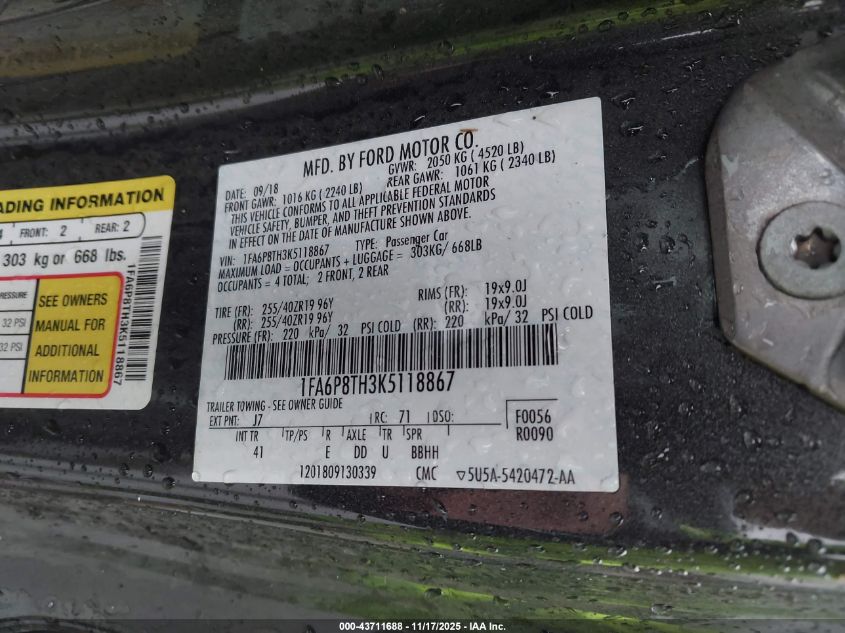 MFD. BY FORD MOTOR CO.
DATE: 09/18 GVWR: 2050 KG ( 4520 LB)
FRONT GAWR: 1016 KG ( 2240 LB) REAR GAWR: 1061 KG ( 2340 LB)
THIS VEHICLE CONFORMS TO ALL APPLICABLE FEDERAL MOTOR
VEHICLE SAFETY, BUMPER, AND THEFT PREVENTION STANDARDS
IN EFFECT ON THE DATE OF MANUFACTURE SHOWN ABOVE.
VIN: 1FA6P8TH3K5118867 TYPE: Passenger Car
MAXIMUM LOAD = OCCUPANTS + LUGGAGE = 303KG/ 668LB
OCCUPANTS = 4 TOTAL; 2 FRONT, 2 REAR
TIRE (FR): 255/40ZR19 96Y RIMS (FR): 19x9.0J
(RR): 255/40ZR19 96Y (RR): 19x9.0J
PRESSURE (FR): 220 kPa/ 32 PSI COLD (RR): 220 kPa/ 32 PSI COLD
1FA6P8TH3K5118867
TRAILER TOWING - SEE OWNER GUIDE
EXT PNT: J7 RC: 71 DSO: F0056
INT TR TP/PS R AXLE TR SPR R0090
41 E DD U BBHH
1201809130339 CMC ▽5U5A-5420472-AA
ADING INFORMATION
FRONT: 2 REAR: 2
303 kg or 668 lbs.
PRESSURE
32 PSI
32 PSI
SEE OWNERS
MANUAL FOR
ADDITIONAL
INFORMATION
1FA6P8TH3K5118867
000-43711688 - 11/17/2025 - IAA Inc.